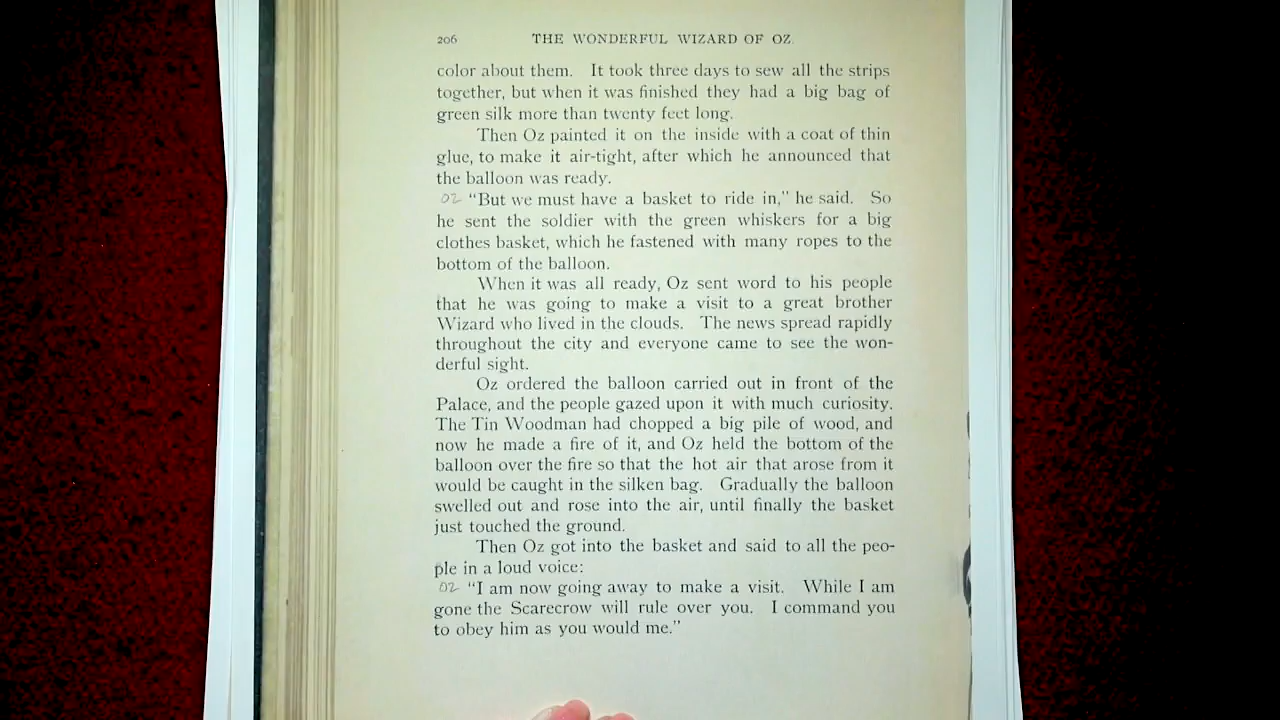 206 THE WONDERFUL WIZARD OF OZ.
color about them. It took three days to sew all the strips
together, but when it was finished they had a big bag of
green silk more than twenty feet long.
Then Oz painted it on the inside with a coat of thin
glue, to make it air-tight, after which he announced that
the balloon was ready.
OZ "But we must have a basket to ride in," he said. So
he sent the soldier with the green whiskers for a big
clothes basket, which he fastened with many ropes to the
bottom of the balloon.
When it was all ready, Oz sent word to his people
that he was going to make a visit to a great brother
Wizard who lived in the clouds. The news spread rapidly
throughout the city and everyone came to see the won-
derful sight.
Oz ordered the balloon carried out in front of the
Palace, and the people gazed upon it with much curiosity.
The Tin Woodman had chopped a big pile of wood, and
now he made a fire of it, and Oz held the bottom of the
balloon over the fire so that the hot air that arose from it
would be caught in the silken bag. Gradually the balloon
swelled out and rose into the air, until finally the basket
just touched the ground.
Then Oz got into the basket and said to all the peo-
ple in a loud voice:
OZ "I am now going away to make a visit. While I am
gone the Scarecrow will rule over you. I command you
to obey him as you would me."